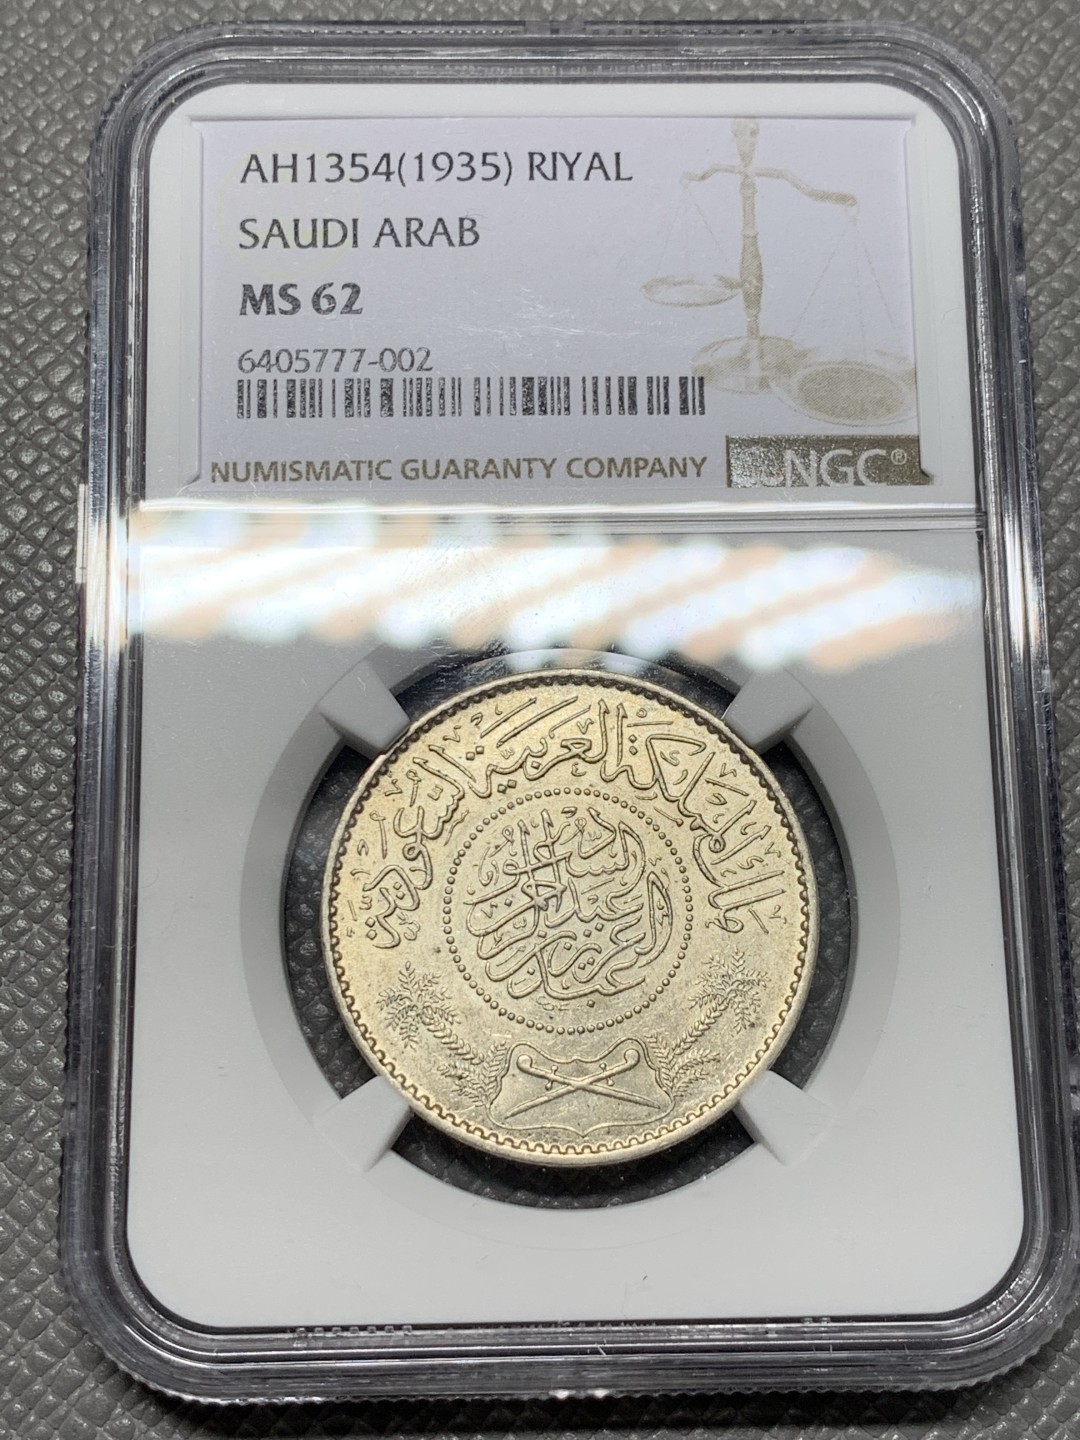 AH1354(1935) RIYAL
SAUDI ARAB
MS 62
6405777-002
NUMISMATIC GUARANTY COMPANY
NGC®
ملك المملكة العربية السعودية
عبد العزيز
عبد الرحمن
السعود